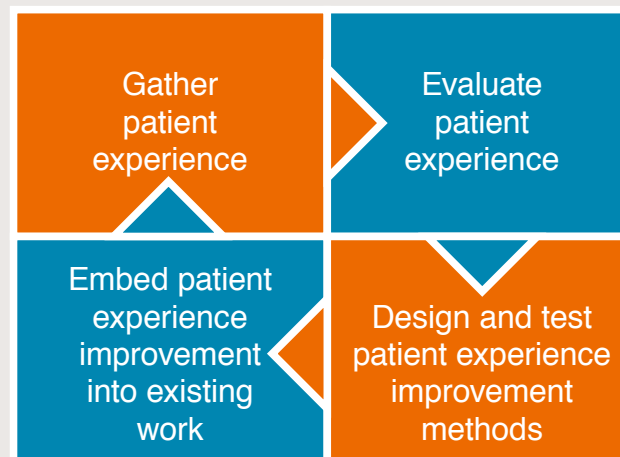 Gather
patient
experience
Evaluate
patient
experience
Design and test
patient experience
improvement
methods
Embed patient
experience
improvement
into existing
work